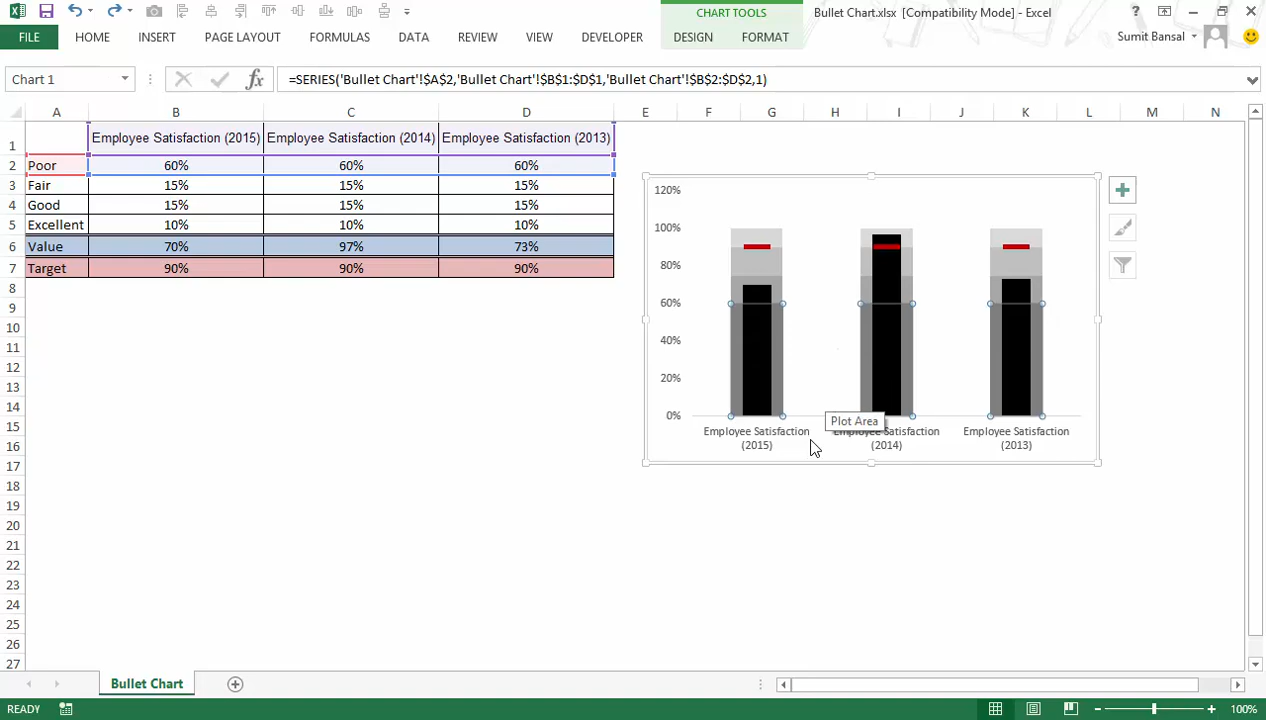 CHART TOOLS
Bullet Chart.xlsx [Compatibility Mode] - Excel
?
FILE
HOME
INSERT
PAGE LAYOUT
FORMULAS
DATA
REVIEW
VIEW
DEVELOPER
DESIGN
FORMAT
Sumit Bansal
Chart 1
fx
=SERIES('Bullet Chart'!$A$2,'Bullet Chart'!$B$1:$D$1,'Bullet Chart'!$B$2:$D$2,1)
A B C D E F G H I J K L M N
1 Employee Satisfaction (2015) Employee Satisfaction (2014) Employee Satisfaction (2013)
2 Poor 60% 60% 60%
3 Fair 15% 15% 15%
4 Good 15% 15% 15%
5 Excellent 10% 10% 10%
6 Value 70% 97% 73%
7 Target 90% 90% 90%
8
9
10
11
12
13
14
15
16
17
18
19
20
21
22
23
24
25
26
27
120%
100%
80%
60%
40%
20%
0%
Plot Area
Employee Satisfaction
(2015)
Employee Satisfaction
(2014)
Employee Satisfaction
(2013)
Bullet Chart
READY
100%